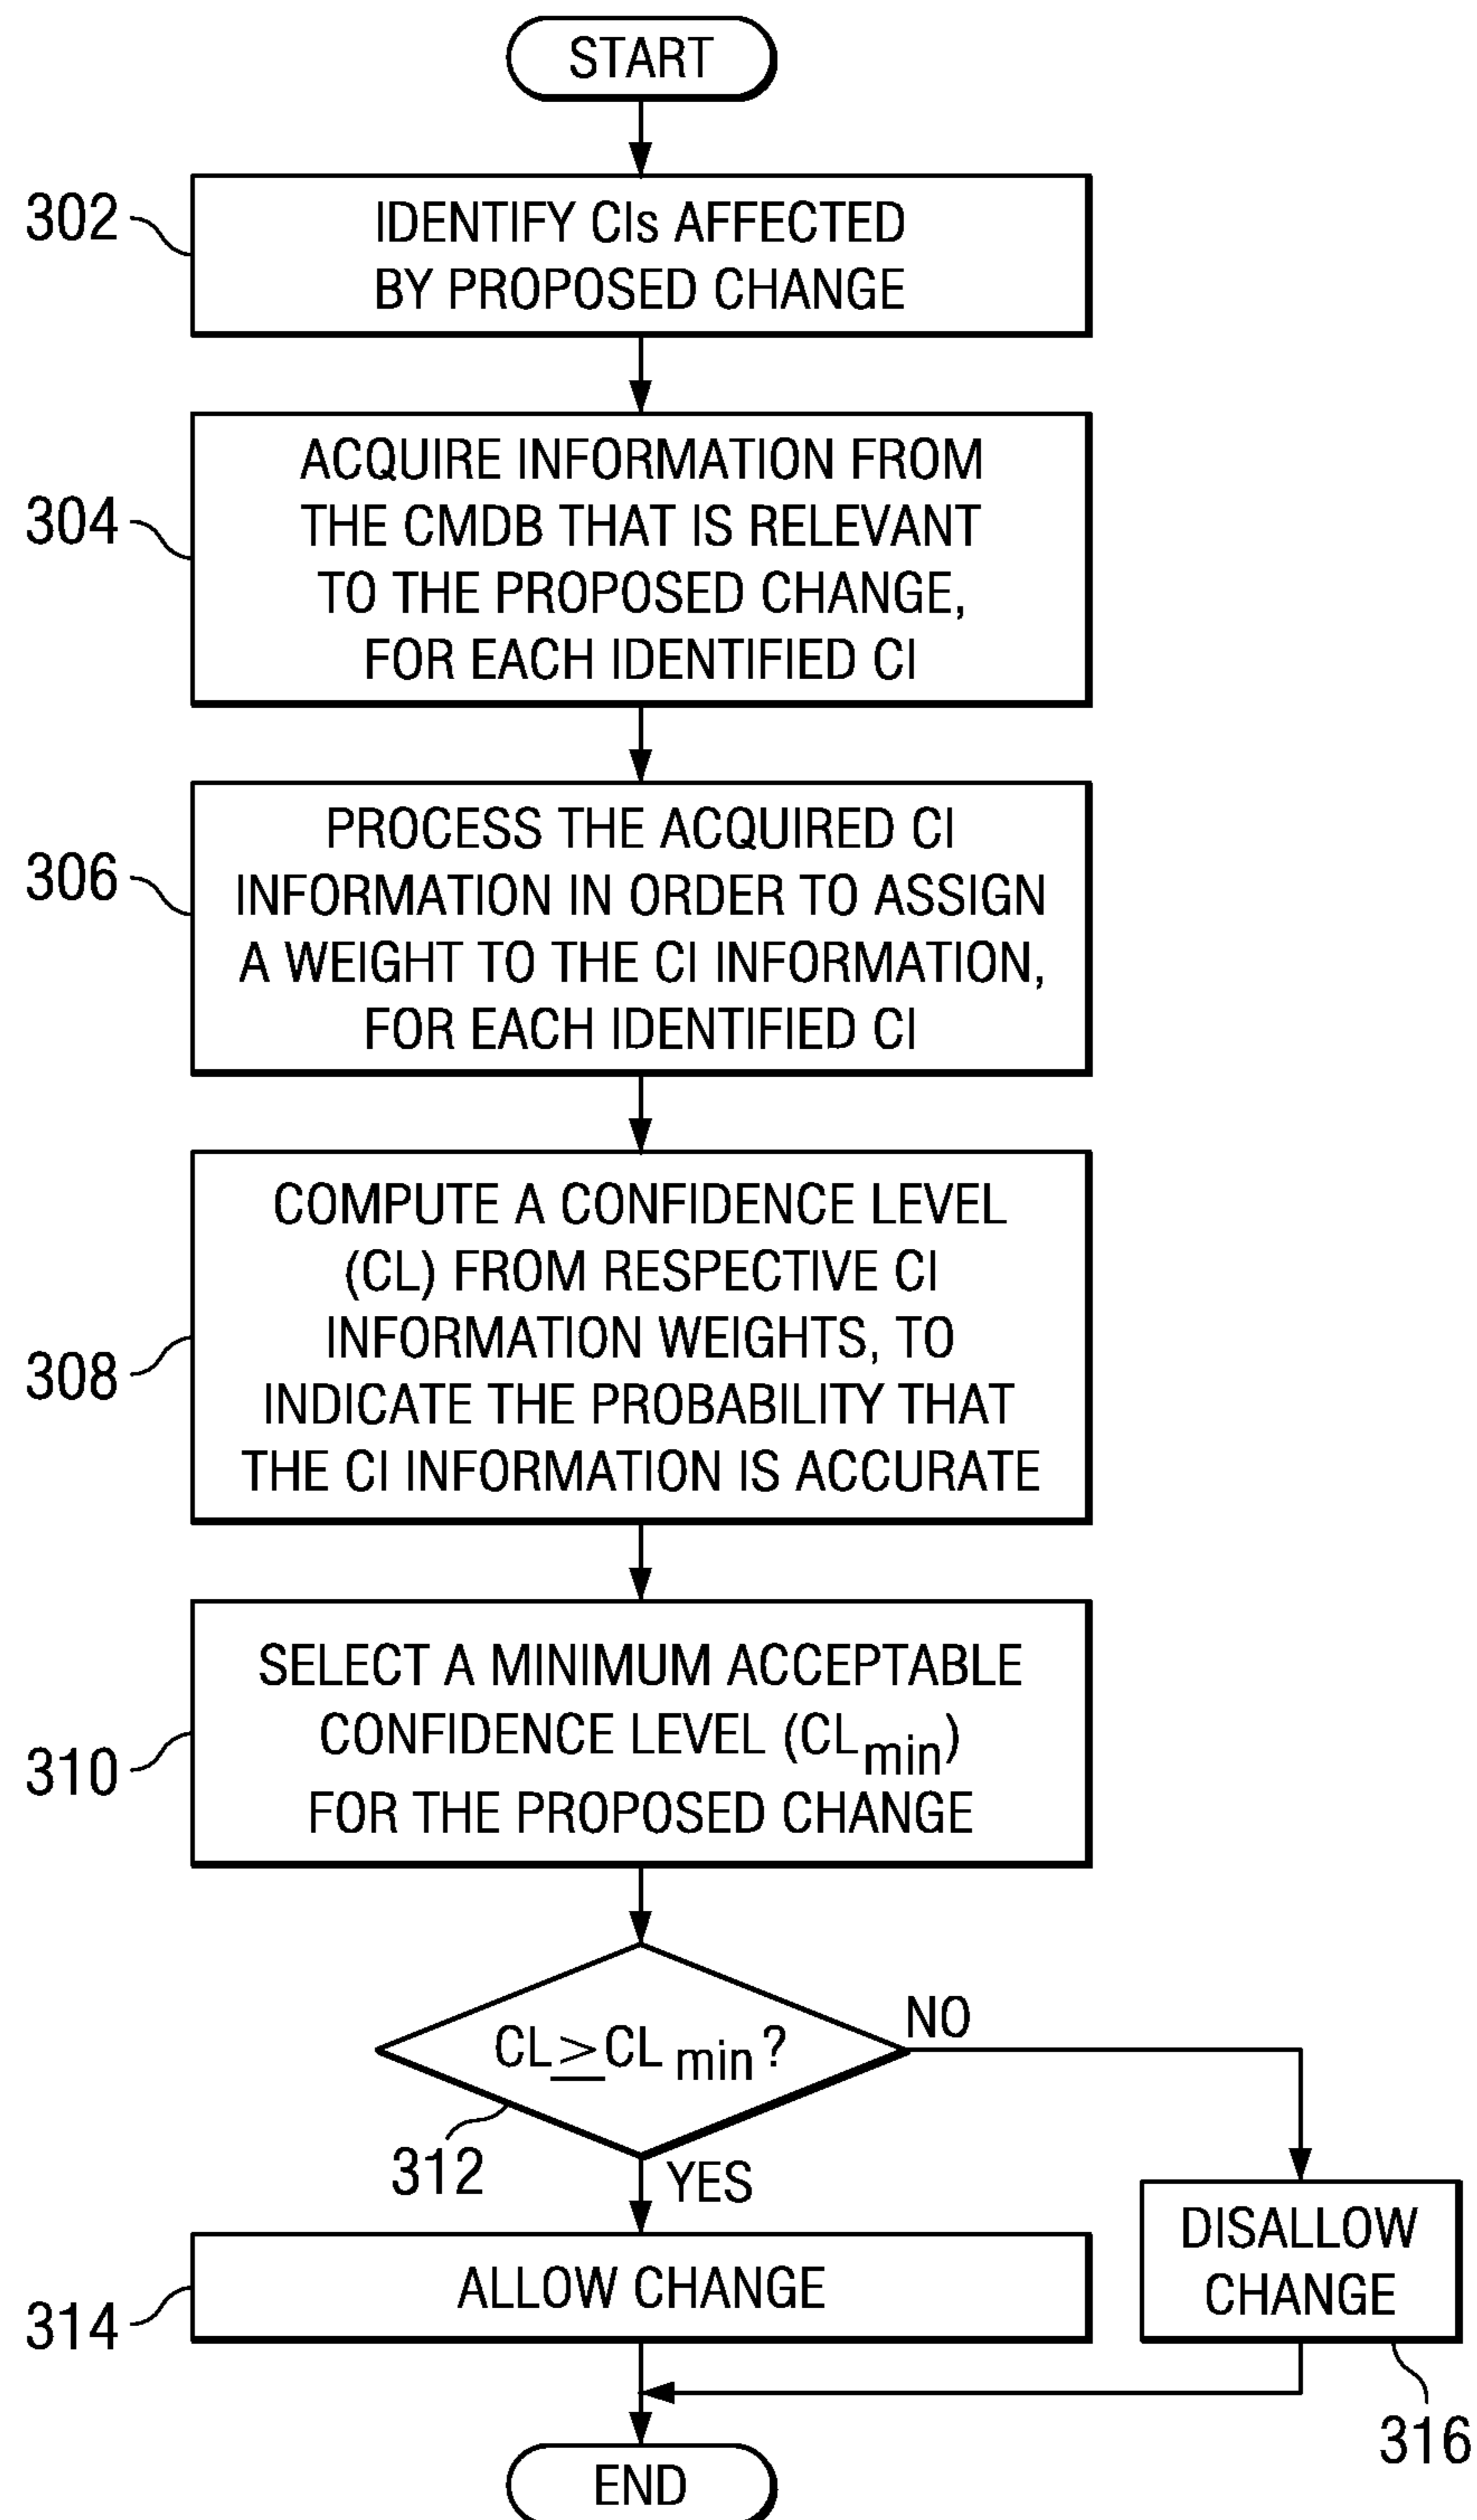 START
302
IDENTIFY CIs AFFECTED
BY PROPOSED CHANGE
304
ACQUIRE INFORMATION FROM
THE CMDB THAT IS RELEVANT
TO THE PROPOSED CHANGE,
FOR EACH IDENTIFIED CI
306
PROCESS THE ACQUIRED CI
INFORMATION IN ORDER TO ASSIGN
A WEIGHT TO THE CI INFORMATION,
FOR EACH IDENTIFIED CI
308
COMPUTE A CONFIDENCE LEVEL
(CL) FROM RESPECTIVE CI
INFORMATION WEIGHTS, TO
INDICATE THE PROBABILITY THAT
THE CI INFORMATION IS ACCURATE
310
SELECT A MINIMUM ACCEPTABLE
CONFIDENCE LEVEL (CLmin)
FOR THE PROPOSED CHANGE
CL≥CLmin?
NO
312
YES
314
ALLOW CHANGE
DISALLOW
CHANGE
316
END